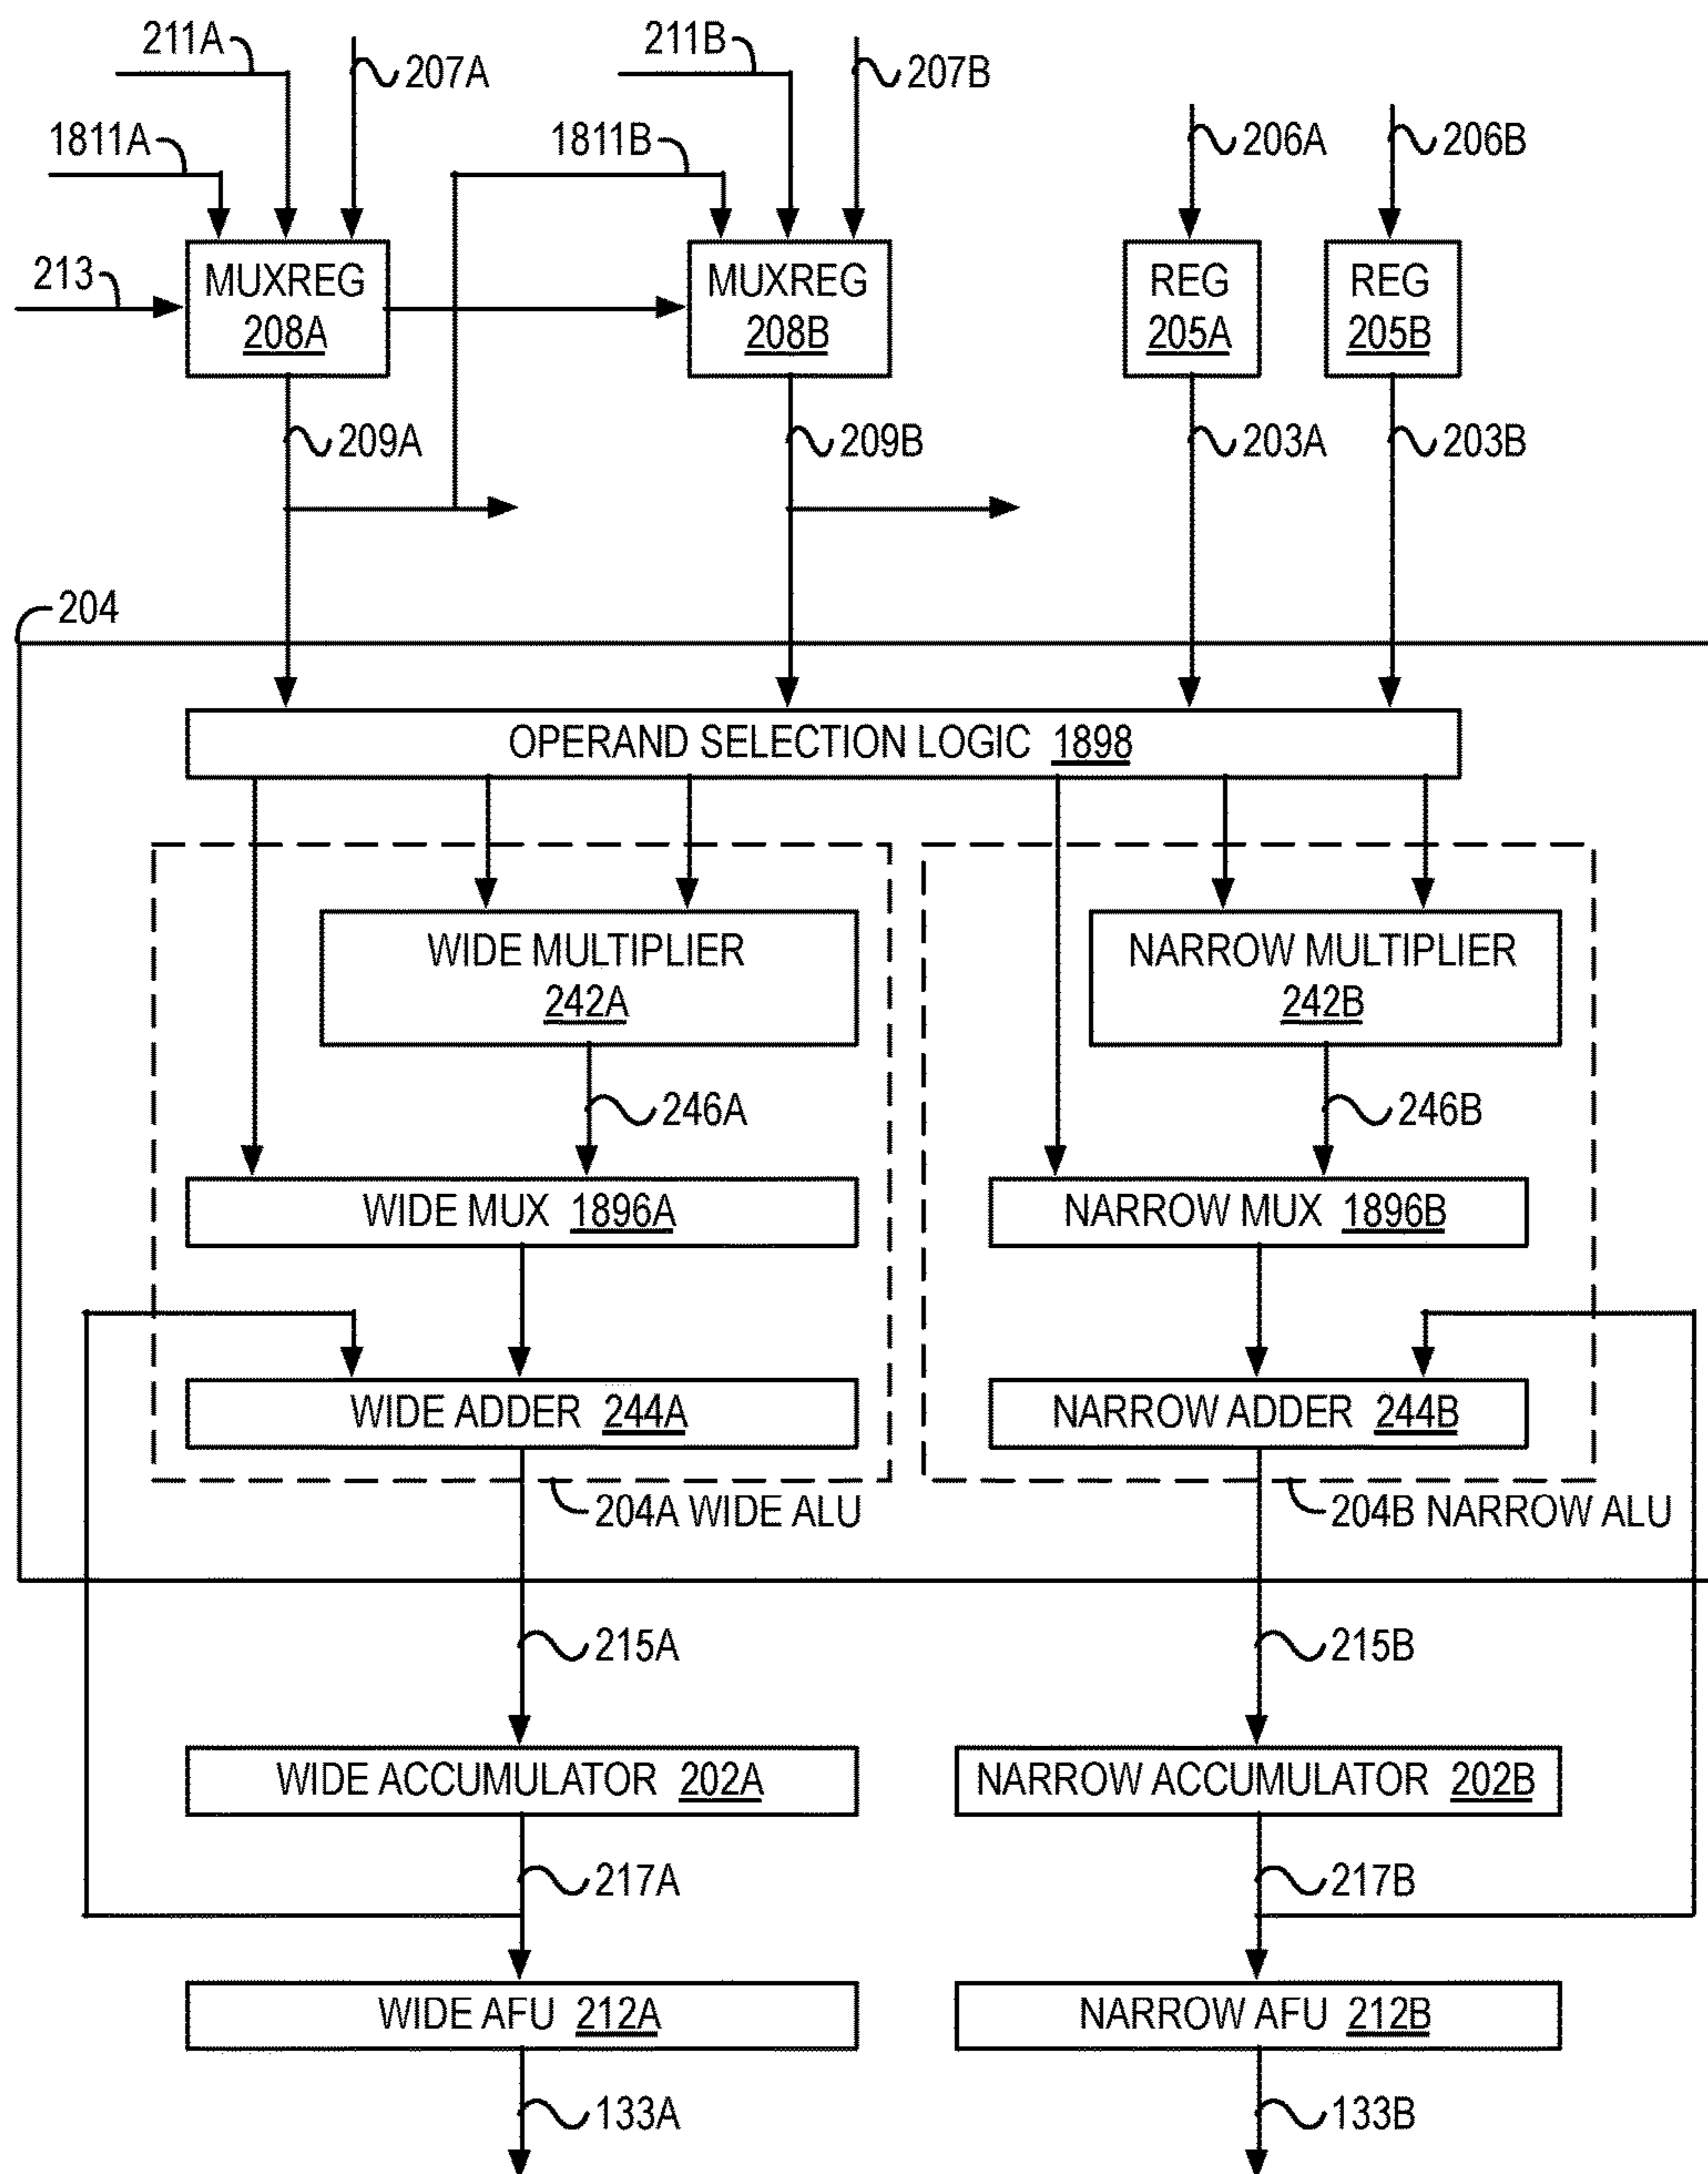 211A
207A
211B
207B
1811A
1811B
206A
206B
213
MUXREG
208A
MUXREG
208B
REG
205A
REG
205B
209A
209B
203A
203B
204
OPERAND SELECTION LOGIC 1898
WIDE MULTIPLIER
242A
NARROW MULTIPLIER
242B
246A
246B
WIDE MUX 1896A
NARROW MUX 1896B
WIDE ADDER 244A
NARROW ADDER 244B
204A WIDE ALU
204B NARROW ALU
215A
215B
WIDE ACCUMULATOR 202A
NARROW ACCUMULATOR 202B
217A
217B
WIDE AFU 212A
NARROW AFU 212B
133A
133B